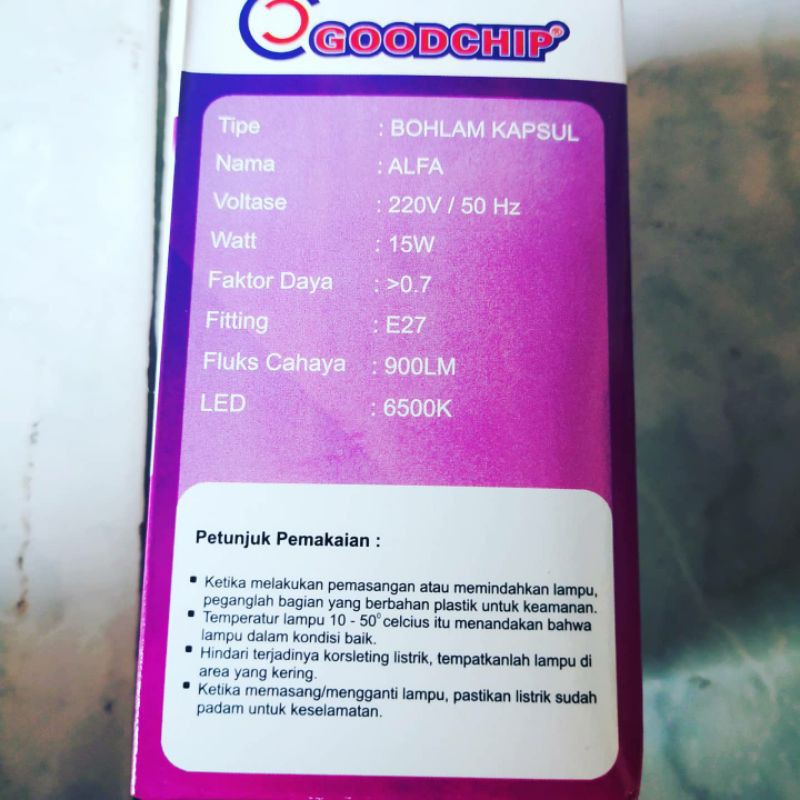 GOODCHIP®
Tipe : BOHLAM KAPSUL
Nama : ALFA
Voltase : 220V / 50 Hz
Watt : 15W
Faktor Daya : >0.7
Fitting : E27
Fluks Cahaya : 900LM
LED : 6500K
Petunjuk Pemakaian :
▪ Ketika melakukan pemasangan atau memindahkan lampu,
peganglah bagian yang berbahan plastik untuk keamanan.
▪ Temperatur lampu 10 - 50⁰celcius itu menandakan bahwa
lampu dalam kondisi baik.
▪ Hindari terjadinya korsleting listrik, tempatkanlah lampu di
area yang kering.
▪ Ketika memasang/mengganti lampu, pastikan listrik sudah
padam untuk keselamatan.